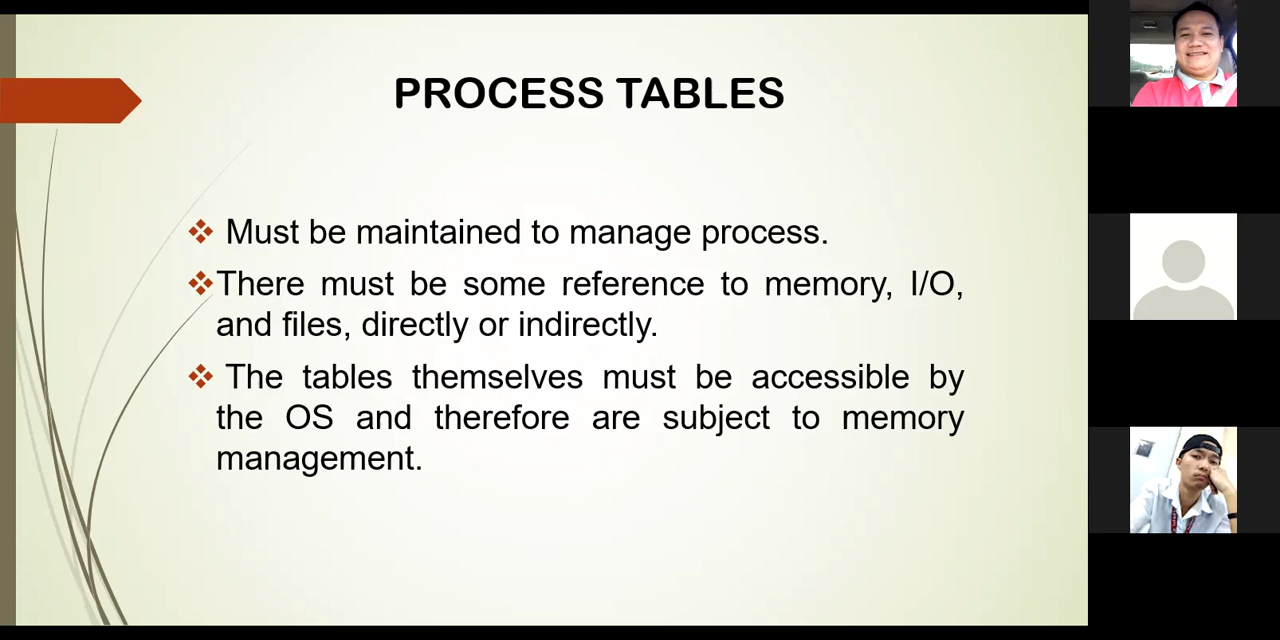 PROCESS TABLES
Must be maintained to manage process.
There must be some reference to memory, I/O,
and files, directly or indirectly.
The tables themselves must be accessible by
the OS and therefore are subject to memory
management.